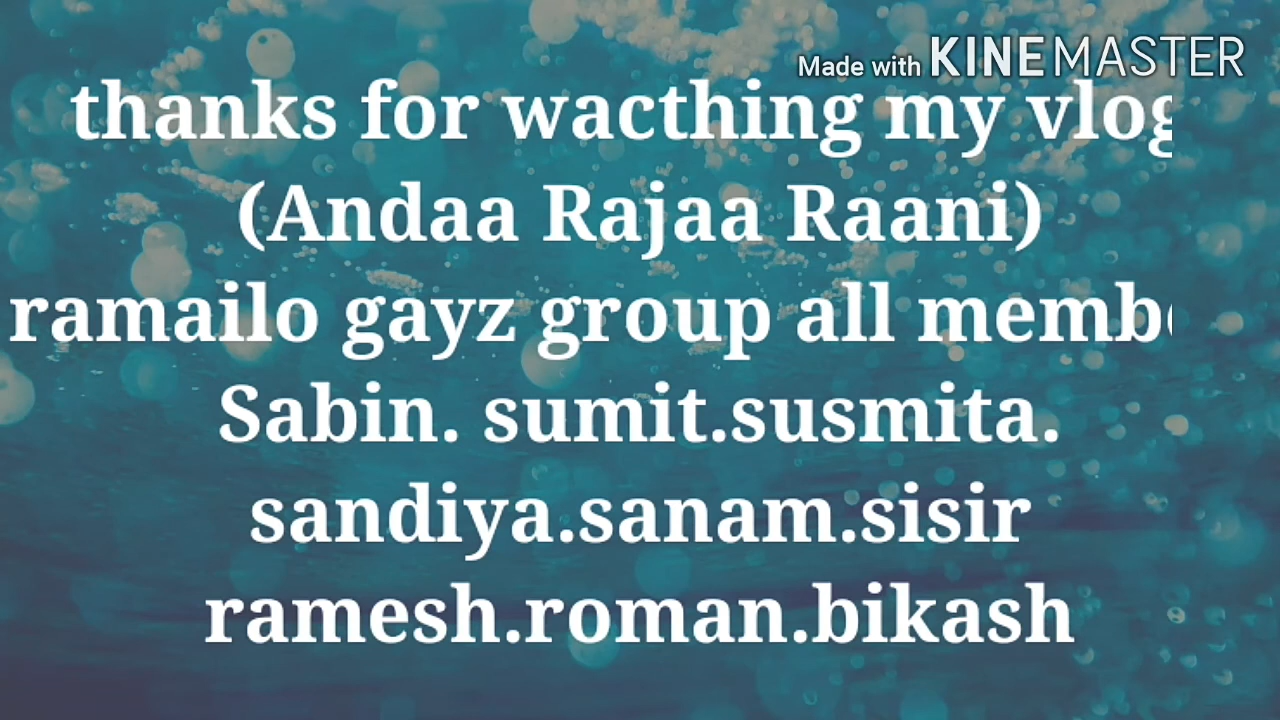 Made with KINEMASTER
thanks for wacthing my vlog
(Andaa Rajaa Raani)
ramailo gayz group all
Sabin. sumit.susmita.
sandiya.sanam.sisir
ramesh.roman.bikash